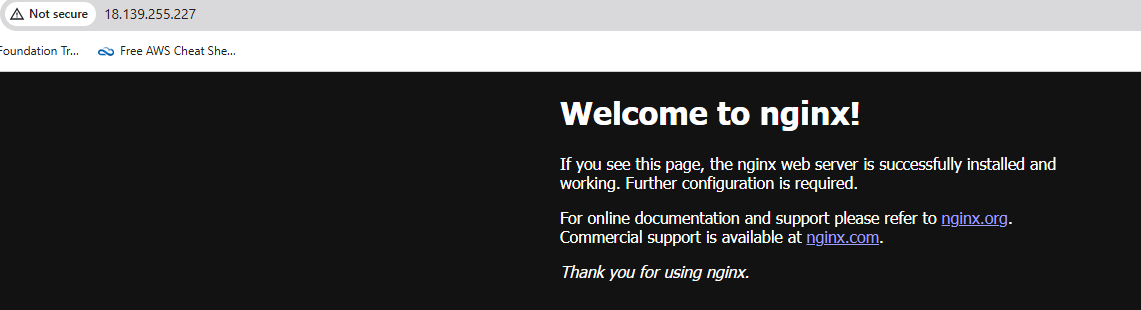 Not secure 18.139.255.227
Foundation Tr... Free AWS Cheat She...
Welcome to nginx!
If you see this page, the nginx web server is successfully installed and
working. Further configuration is required.
For online documentation and support please refer to nginx.org.
Commercial support is available at nginx.com.
Thank you for using nginx.